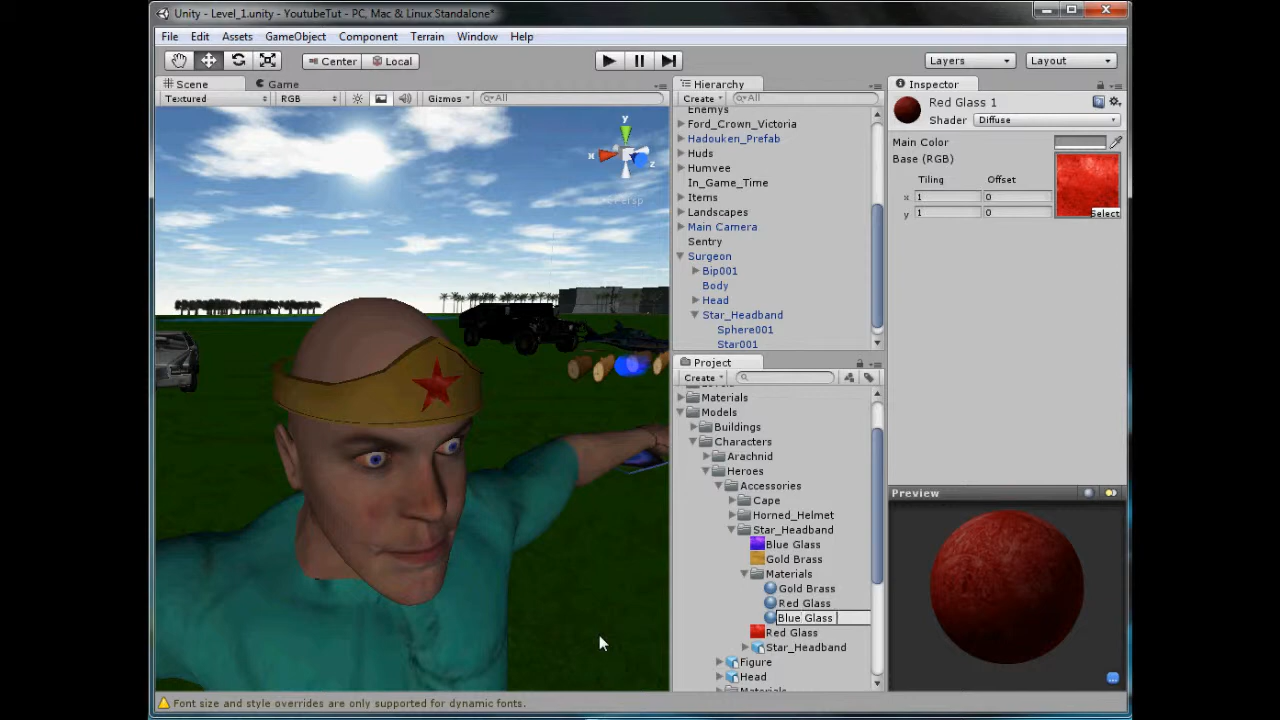 Unity - Level_1.unity - YoutubeTut - PC, Mac & Linux Standalone*
File Edit Assets GameObject Component Terrain Window Help
Center Local Layers Layout
Scene Game
Textured RGB Gizmos All
x y z
Persp
Hierarchy
Create All
Enemys
Ford_Crown_Victoria
Hadouken_Prefab
Huds
Humvee
In_Game_Time
Items
Landscapes
Main Camera
Sentry
Surgeon
Bip001
Body
Head
Star_Headband
Sphere001
Star001
Project
Create
Materials
Models
Buildings
Characters
Arachnid
Heroes
Accessories
Cape
Horned_Helmet
Star_Headband
Blue Glass
Gold Brass
Materials
Gold Brass
Red Glass
Blue Glass
Red Glass
Star_Headband
Figure
Head
Inspector
Red Glass 1
Shader Diffuse
Main Color
Base (RGB)
Tiling Offset
x 1 0
y 1 0
Select
Preview
Font size and style overrides are only supported for dynamic fonts.